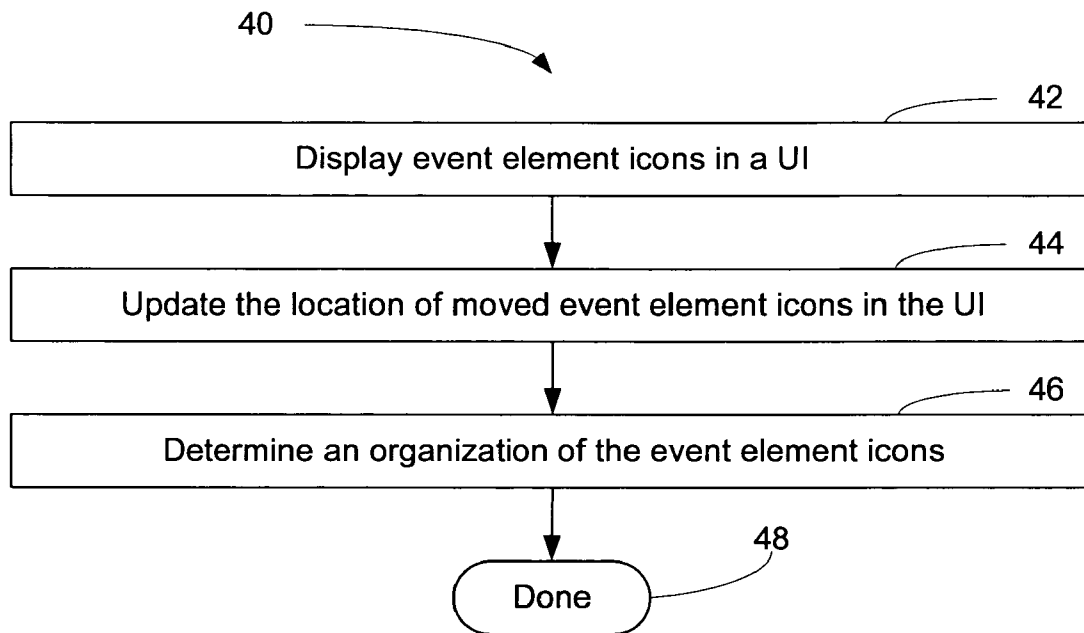 40
42
Display event element icons in a UI
44
Update the location of moved event element icons in the UI
46
Determine an organization of the event element icons
48
Done